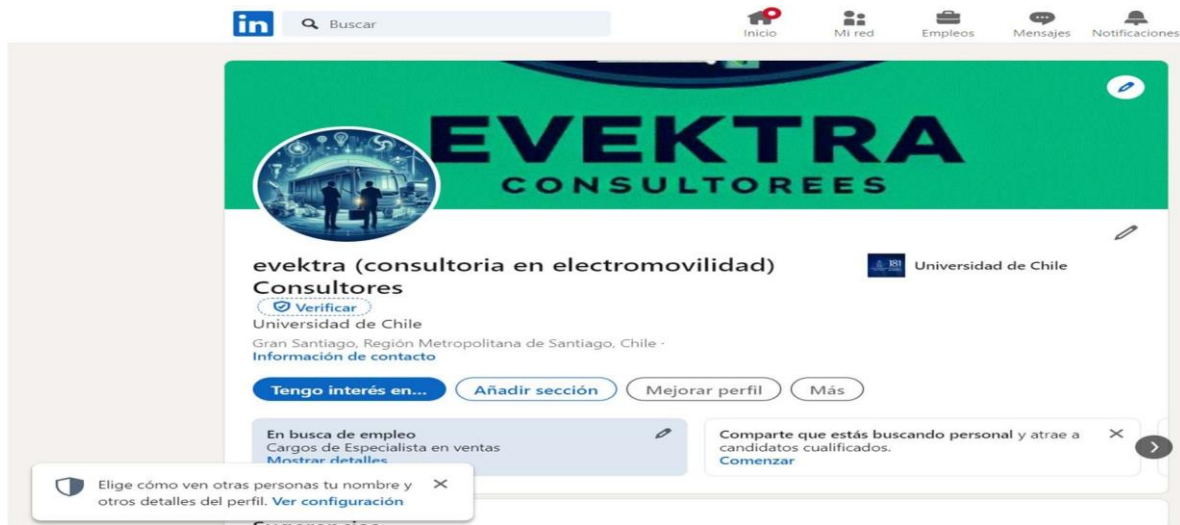 in Buscar
Inicio Mi red Empleos Mensajes Notificaciones
EVEKTRA
CONSULTOREES
evektra (consultoria en electromovilidad)
Consultores
Universidad de Chile
Verificar
Universidad de Chile
Gran Santiago, Región Metropolitana de Santiago, Chile ·
Información de contacto
Tengo interés en... Añadir sección Mejorar perfil Más
En busca de empleo
Cargos de Especialista en ventas
Mostrar detalles
Comparte que estás buscando personal y atrae a
candidatos cualificados.
Comenzar
Elige cómo ven otras personas tu nombre y
otros detalles del perfil. Ver configuración
Sugerencias